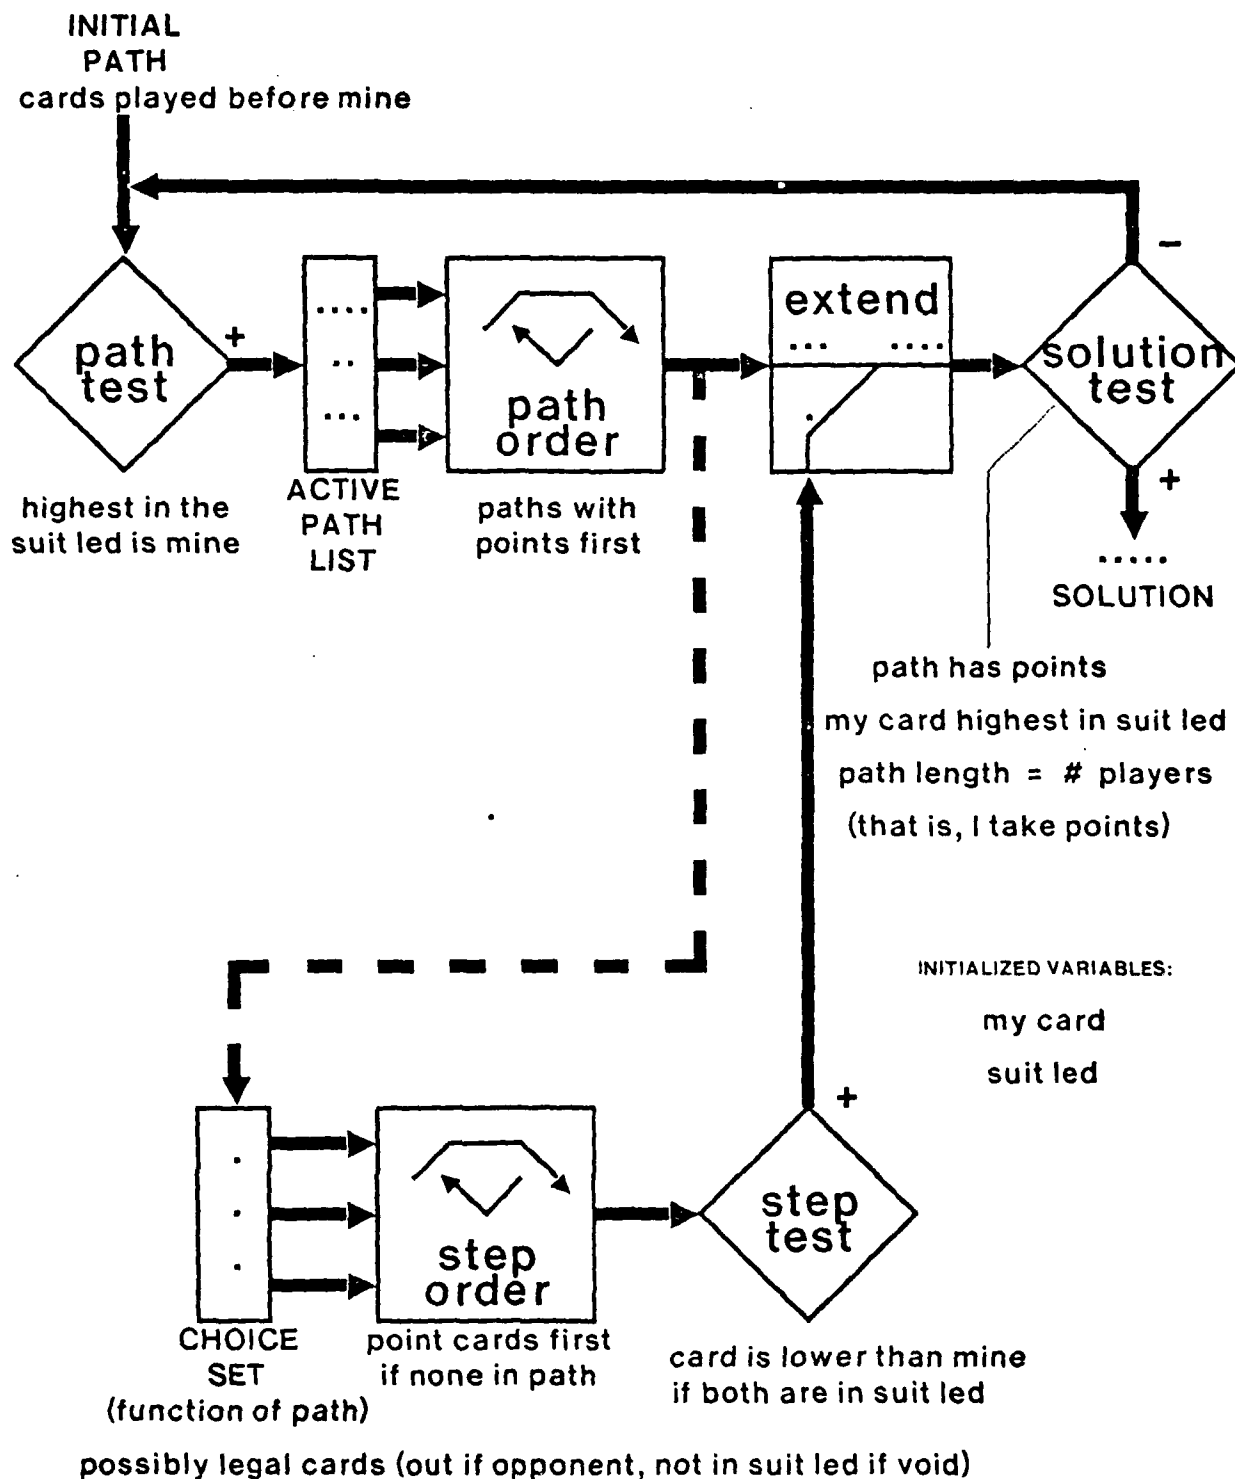 INITIAL
PATH
cards played before mine
−
+
path
test
....
..
...
path
order
extend
... ....
.
solution
test
+
highest in the
suit led is mine
ACTIVE
PATH
LIST
paths with
points first
.....
SOLUTION
path has points
my card highest in suit led
path length = # players
(that is, I take points)
INITIALIZED VARIABLES:
my card
suit led
+
.
.
.
step
order
step
test
CHOICE
SET
(function of path)
point cards first
if none in path
card is lower than mine
if both are in suit led
possibly legal cards (out if opponent, not in suit led if void)